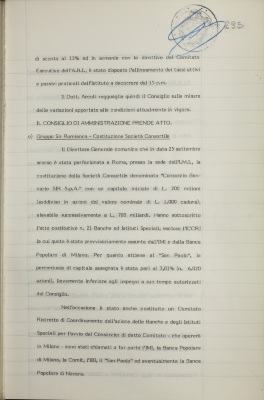 293
di sconto al 12% ed in armonia con le direttive del Comitato
Esecutivo dell'A.B.I., è stato disposto l'allineamento dei tassi attivi
e passivi praticati dall'Istituto a decorrere dal 15 c.m.
Il Dott. Arrudi ragguaglia quindi il Consiglio sulla misura
delle variazioni apportate alle condizioni attualmente in vigore.
IL CONSIGLIO DI AMMINISTRAZIONE PRENDE ATTO.
Gruppo Sir Rumianca - Costituzione Società Consortile
Il Direttore Generale comunica che in data 25 settembre
scorso è stata perfezionata a Roma, presso la sede dell'I.M.I., la
costituzione della Società Consortile denominata "Consorzio Ban-
cario SIR S.p.A." con un capitale iniziale di L. 200 milioni
(suddiviso in azioni del valore nominale di L. 1.000 cadauna),
elevabile successivamente a L. 700 miliardi. Hanno sottoscritto
l'atto costitutivo n. 21 Banche ed Istituti Speciali, escluso l'ICCRI
la cui quota è stata provvisoriamente assunta dall'IMI e dalla Banca
Popolare di Milano. Per quanto attiene al "San Paolo", la
percentuale di capitale assegnata è stata pari al 3,01% (n. 6.020
azioni), lievemente inferiore agli impegni a suo tempo autorizzati
dal Consiglio.
Nell'occasione è stato anche costituito un Comitato
Ristretto di Coordinamento dell'azione delle Banche e degli Istituti
Speciali per l'avvio del Consorzio; di detto Comitato - che opererà
in Milano - sono stati chiamati a far parte l'IMI, la Banca Popolare
di Milano, la Comit, l'IBI, il "San Paolo" ed eventualmente la Banca
Popolare di Novara.